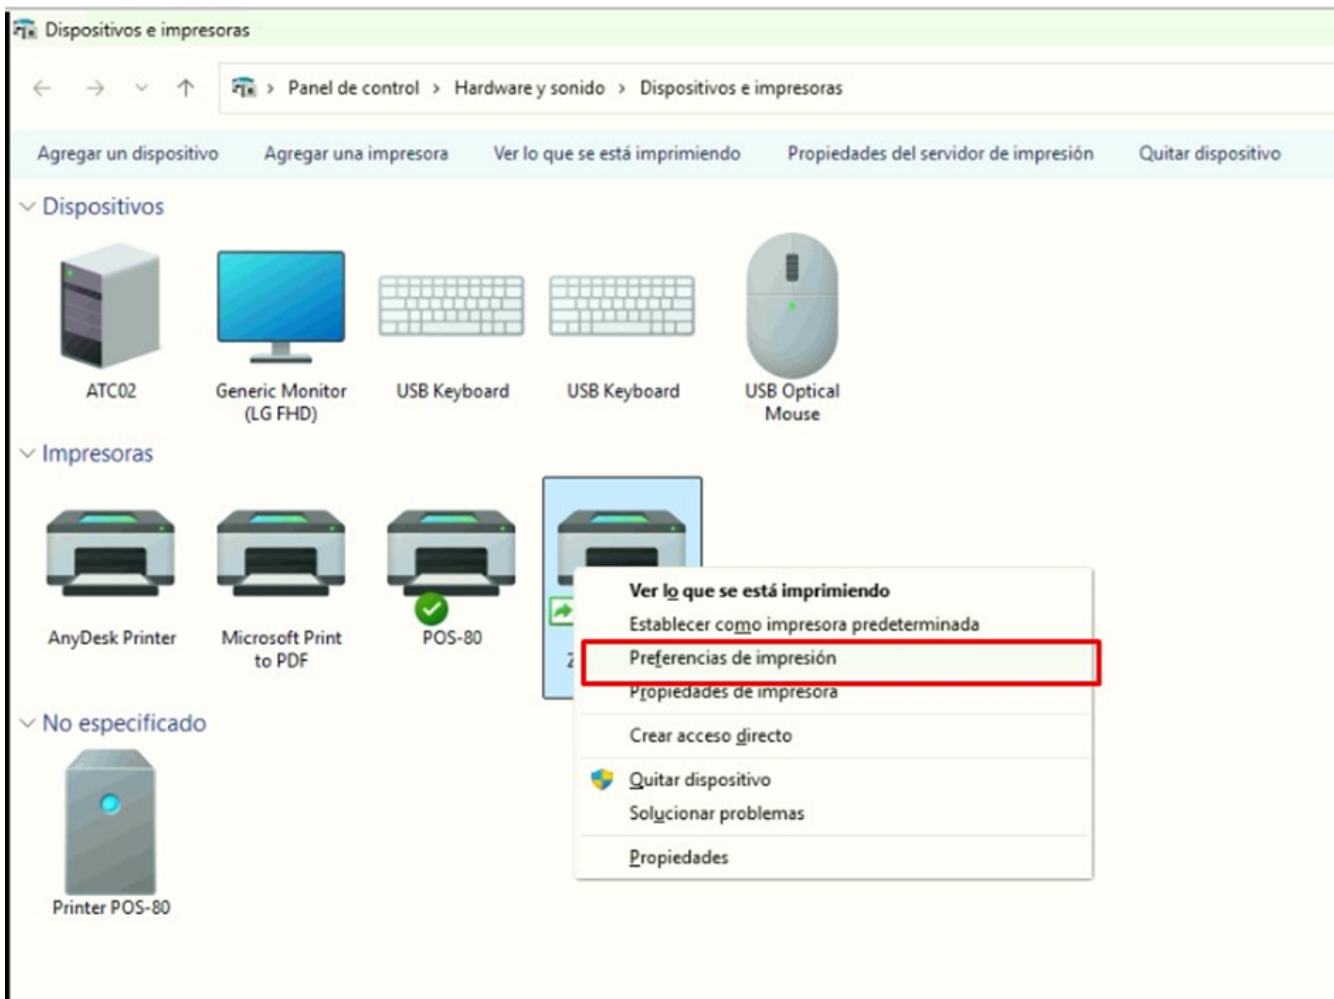 Dispositivos e impresoras
Panel de control > Hardware y sonido > Dispositivos e impresoras
Agregar un dispositivo Agregar una impresora Ver lo que se está imprimiendo Propiedades del servidor de impresión Quitar dispositivo
Dispositivos
ATC02
Generic Monitor
(LG FHD)
USB Keyboard
USB Keyboard
USB Optical
Mouse
Impresoras
AnyDesk Printer
Microsoft Print
to PDF
POS-80
Ver lo que se está imprimiendo
Establecer como impresora predeterminada
Preferencias de impresión
Propiedades de impresora
Crear acceso directo
Quitar dispositivo
Solucionar problemas
Propiedades
No especificado
Printer POS-80